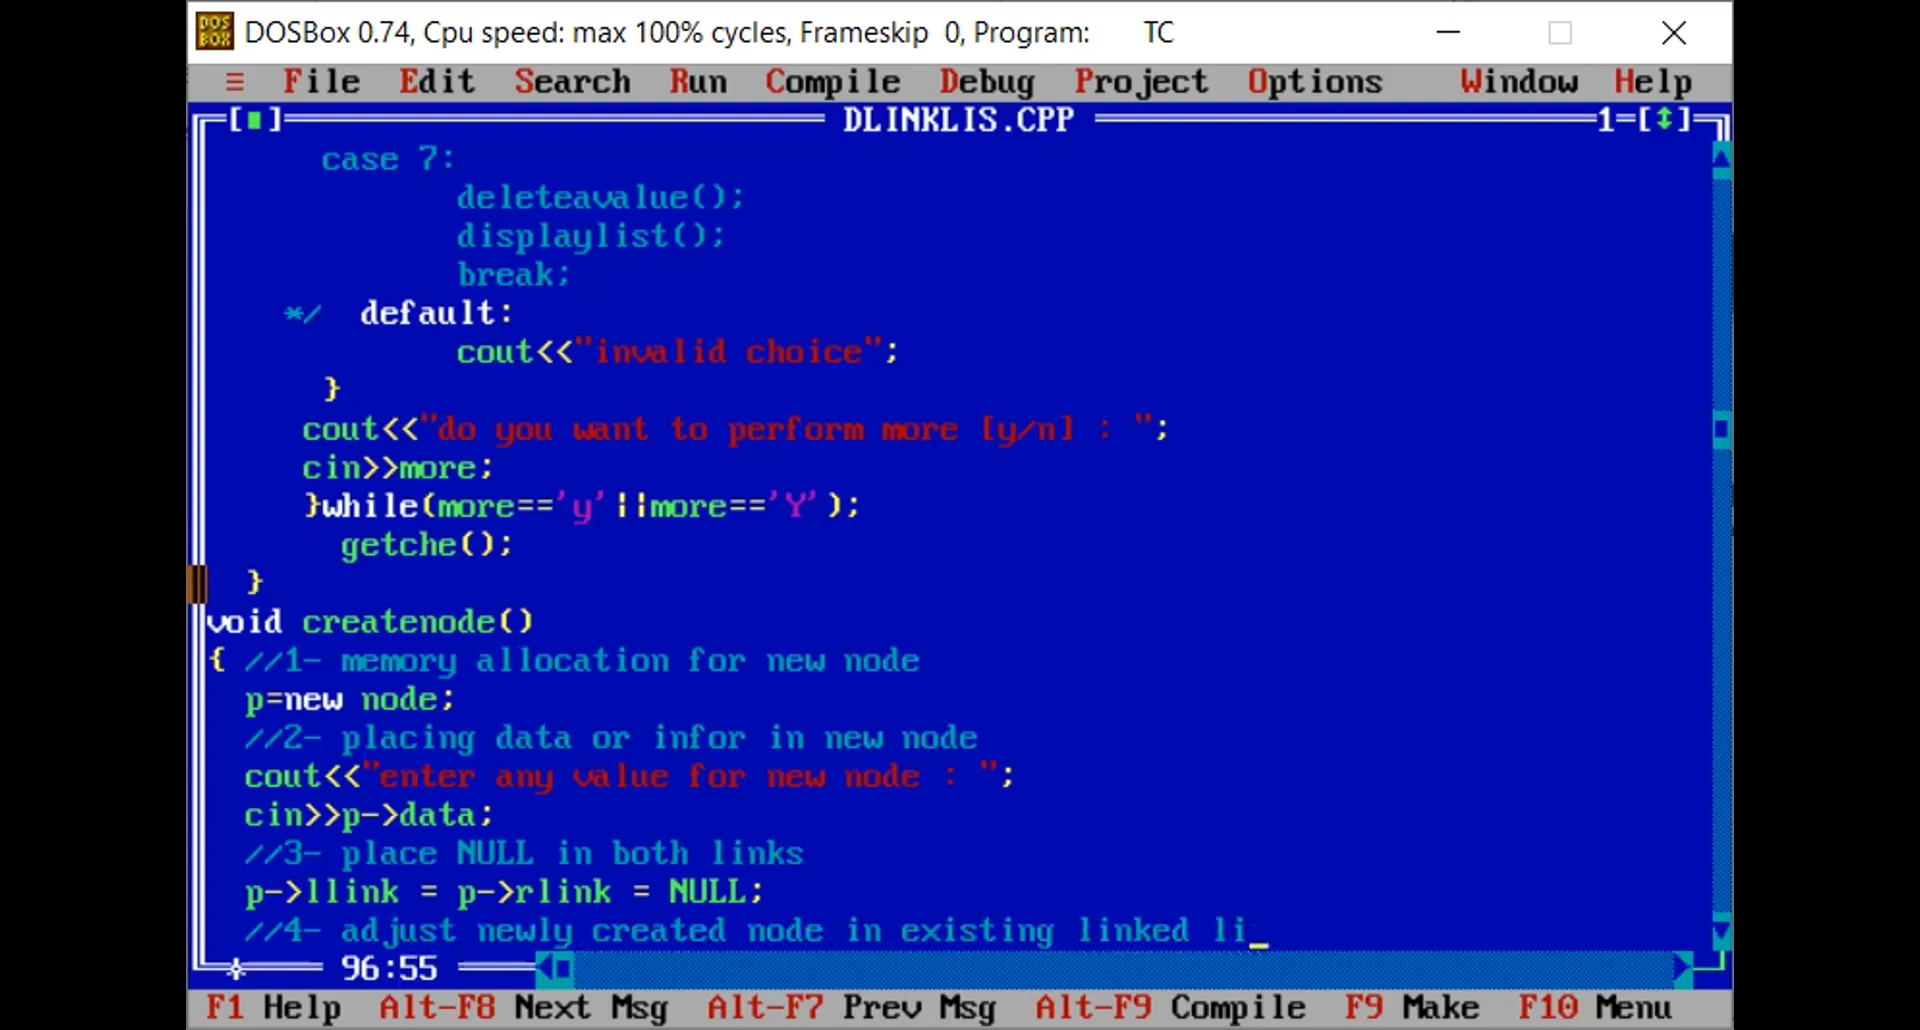 DOSBox 0.74, Cpu speed: max 100% cycles, Frameskip 0, Program: TC
≡ File Edit Search Run Compile Debug Project Options Window Help
[■] DLINKLIS.CPP 1=[↕]
case 7:
deleteavalue();
displaylist();
break;
*/ default:
cout<<"invalid choice";
}
cout<<"do you want to perform more [y/n] : ";
cin>>more;
}while(more=='y'||more=='Y');
getche();
}
void createnode()
{ //1- memory allocation for new node
p=new node;
//2- placing data or infor in new node
cout<<"enter any value for new node : ";
cin>>p->data;
//3- place NULL in both links
p->llink = p->rlink = NULL;
//4- adjust newly created node in existing linked li_
96:55
F1 Help Alt-F8 Next Msg Alt-F7 Prev Msg Alt-F9 Compile F9 Make F10 Menu